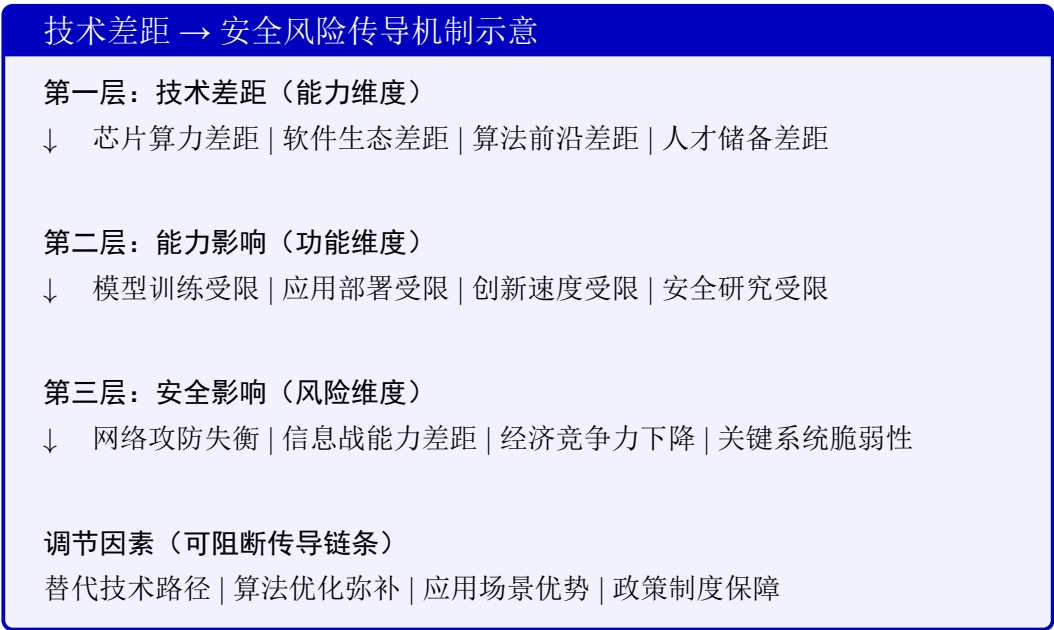 技术差距 → 安全风险传导机制示意
第一层：技术差距（能力维度）
↓ 芯片算力差距 | 软件生态差距 | 算法前沿差距 | 人才储备差距
第二层：能力影响（功能维度）
↓ 模型训练受限 | 应用部署受限 | 创新速度受限 | 安全研究受限
第三层：安全影响（风险维度）
↓ 网络攻防失衡 | 信息战能力差距 | 经济竞争力下降 | 关键系统脆弱性
调节因素（可阻断传导链条）
替代技术路径 | 算法优化弥补 | 应用场景优势 | 政策制度保障